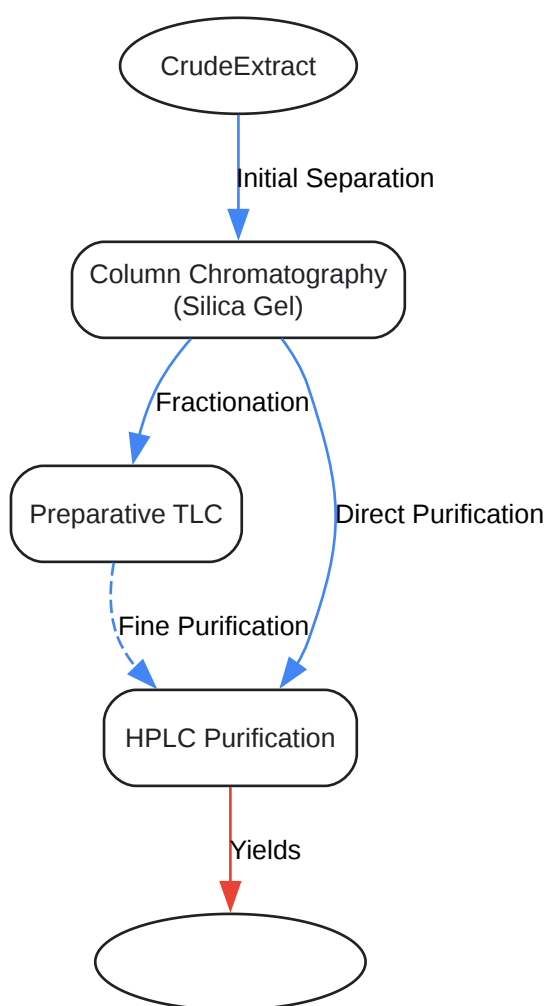 CrudeExtract
Initial Separation
Column Chromatography
(Silica Gel)
Fractionation
Preparative TLC
Direct Purification
Fine Purification
HPLC Purification
Yields